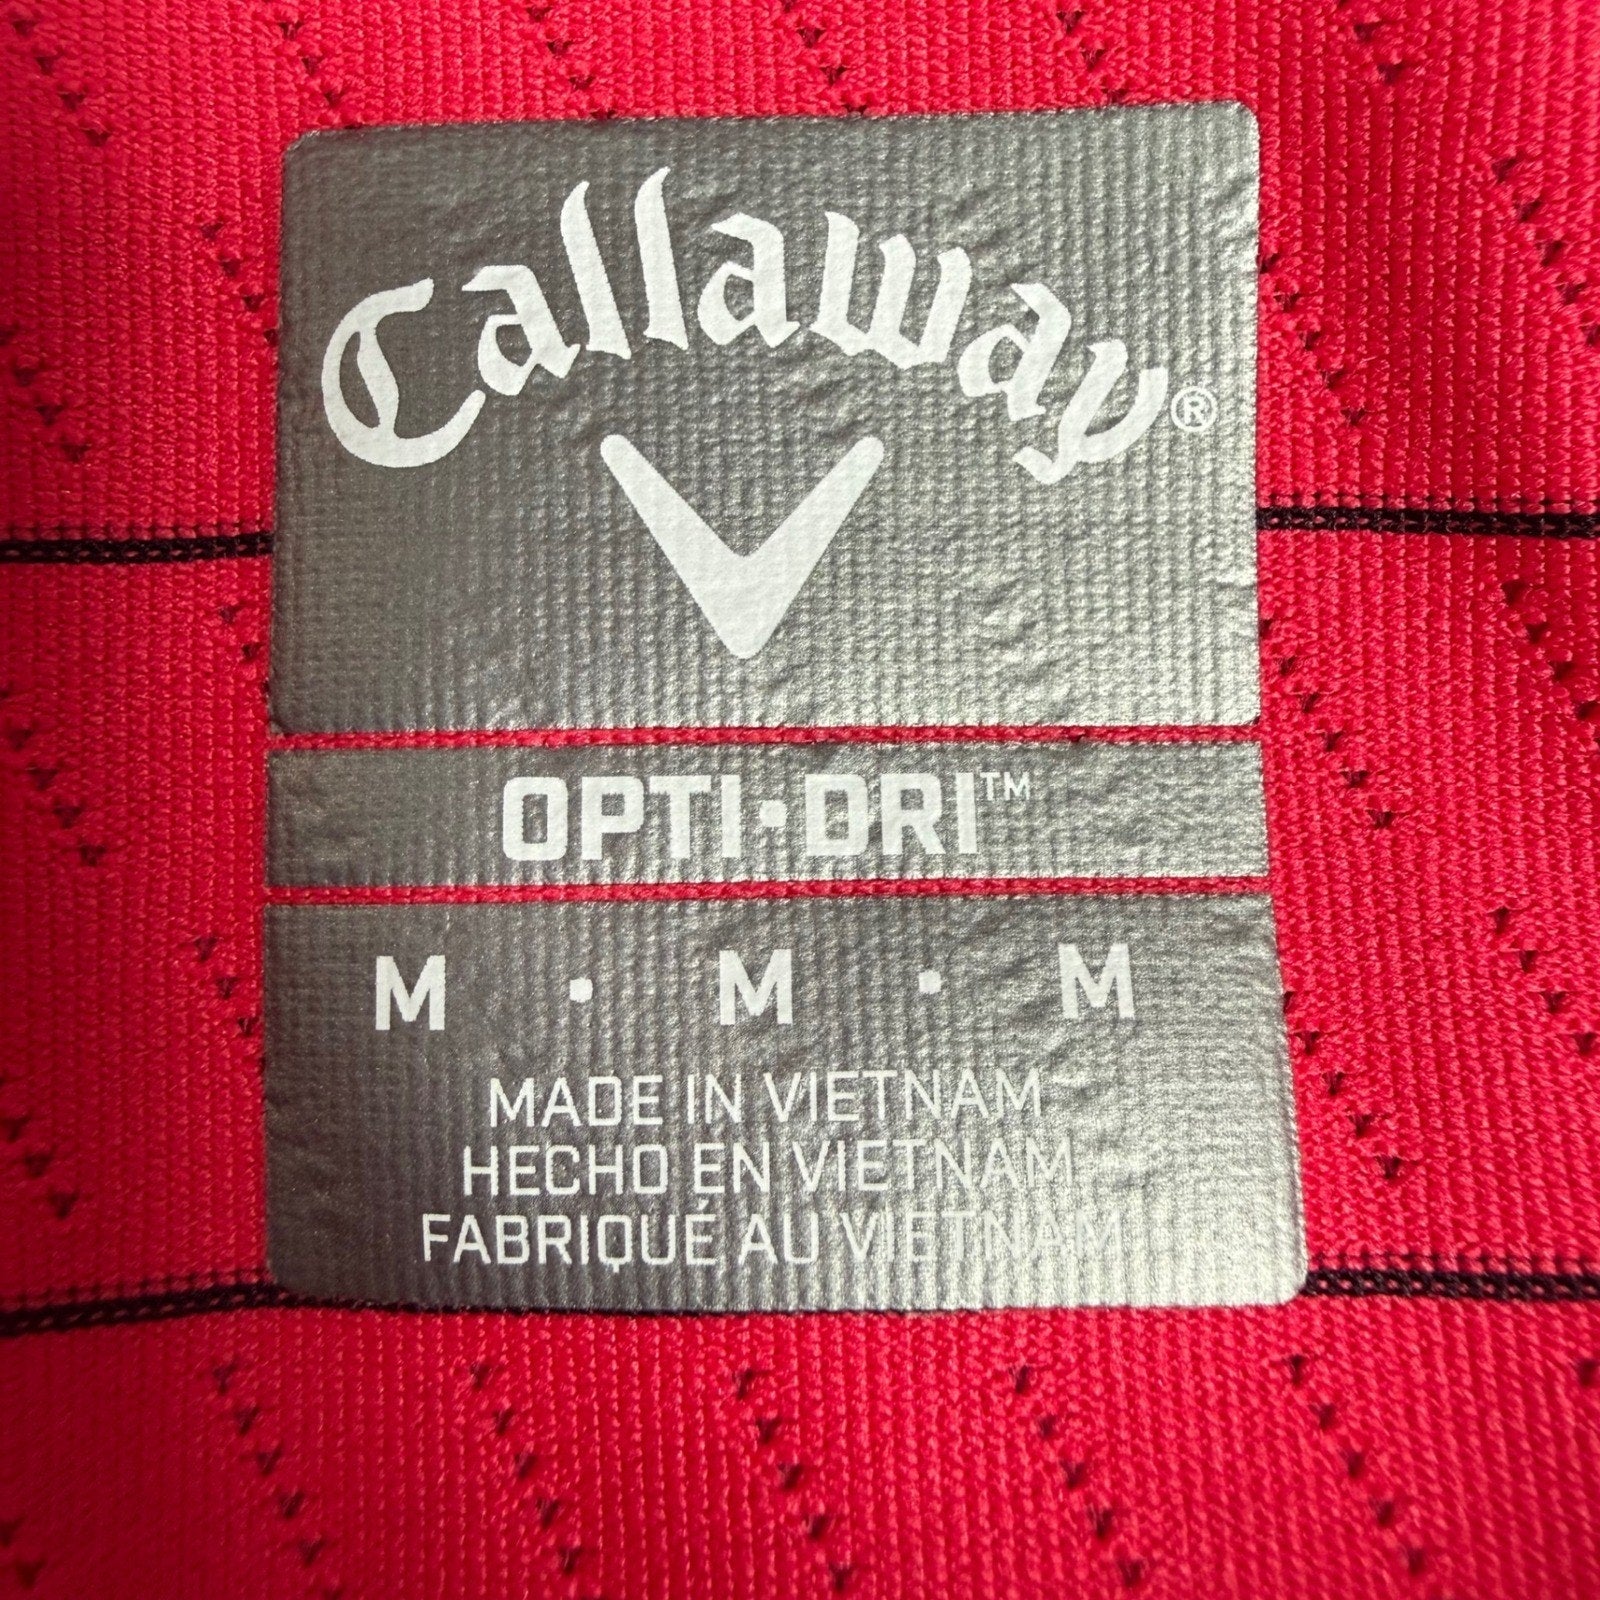 Callaway®
OPTI·DRI™
M · M · M
MADE IN VIETNAM
HECHO EN VIETNAM
FABRIQUÉ AU VIETNAM